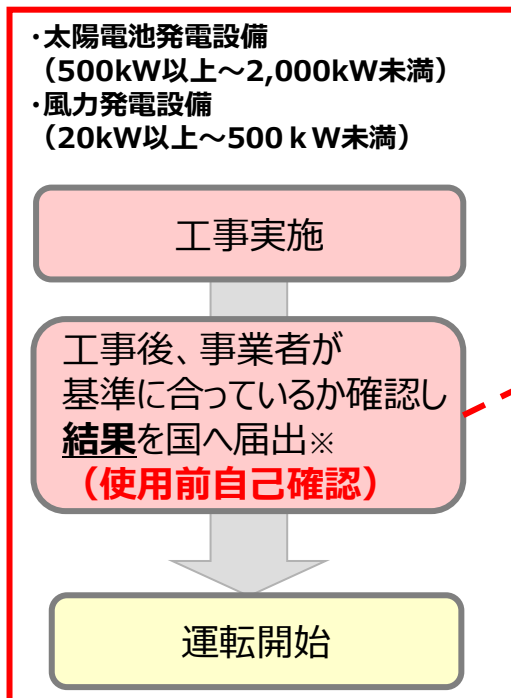 ・太陽電池発電設備
（500kW以上～2,000kW未満）
・風力発電設備
（20kW以上～500ｋW未満）
工事実施
工事後、事業者が
基準に合っているか確認し
結果を国へ届出※
（使用前自己確認）
運転開始